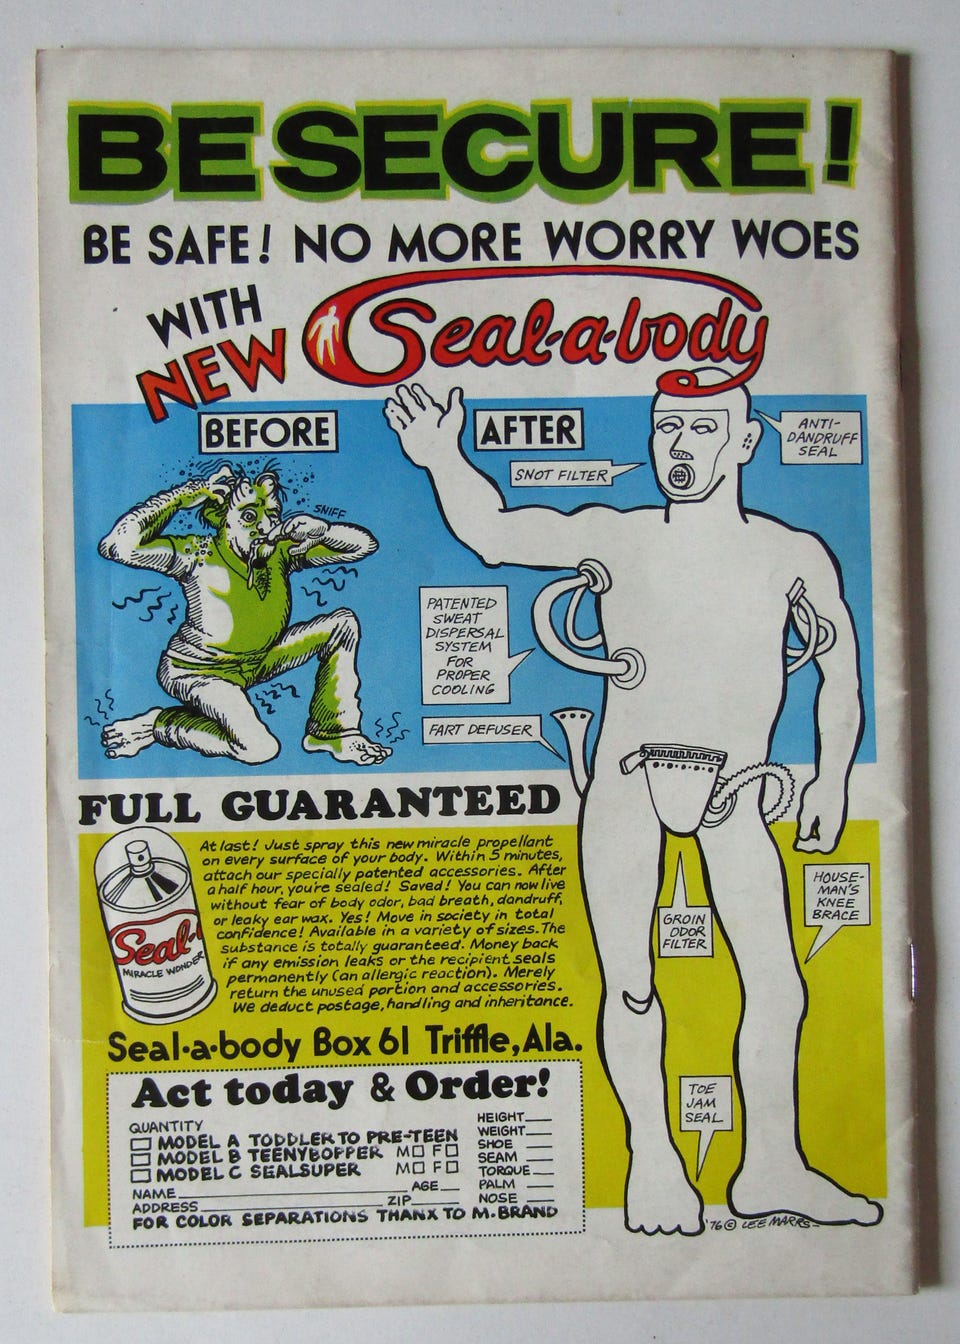 BE SECURE!
BE SAFE! NO MORE WORRY WOES
WITH
NEW Seal-a-body
BEFORE
AFTER
SNIFF
SNOT FILTER
ANTI-
DANDRUFF
SEAL
PATENTED
SWEAT
DISPERSAL
SYSTEM
FOR
PROPER
COOLING
FART DEFUSER
FULL GUARANTEED
At last! Just spray this new miracle propellant
on every surface of your body. Within 5 minutes,
attach our specially patented accessories. After
a half hour, you're sealed! Saved! You can now live
without fear of body odor, bad breath, dandruff,
or leaky ear wax. Yes! Move in society in total
confidence! Available in a variety of sizes. The
substance is totally guaranteed. Money back
if any emission leaks or the recipient seals
permanently (an allergic reaction). Merely
return the unused portion and accessories.
We deduct postage, handling and inheritance.
Seal-
MIRACLE WONDER
HOUSE-
MAN'S
KNEE
BRACE
GROIN
ODOR
FILTER
TOE
JAM
SEAL
Seal·a·body Box 61 Triffle, Ala.
Act today & Order!
QUANTITY
MODEL A TODDLER TO PRE-TEEN
MODEL B TEENYBOPPER M F
MODEL C SEALSUPER M F
NAME AGE
ADDRESS ZIP
HEIGHT
WEIGHT
SHOE
SEAM
TORQUE
PALM
NOSE
FOR COLOR SEPARATIONS THANX TO M. BRAND
'76 © LEE MARRS